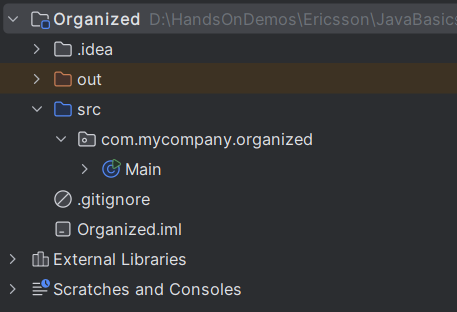 Organized D:\HandsOnDemos\Ericsson\JavaBasics
.idea
out
src
com.mycompany.organized
Main
.gitignore
Organized.iml
External Libraries
Scratches and Consoles